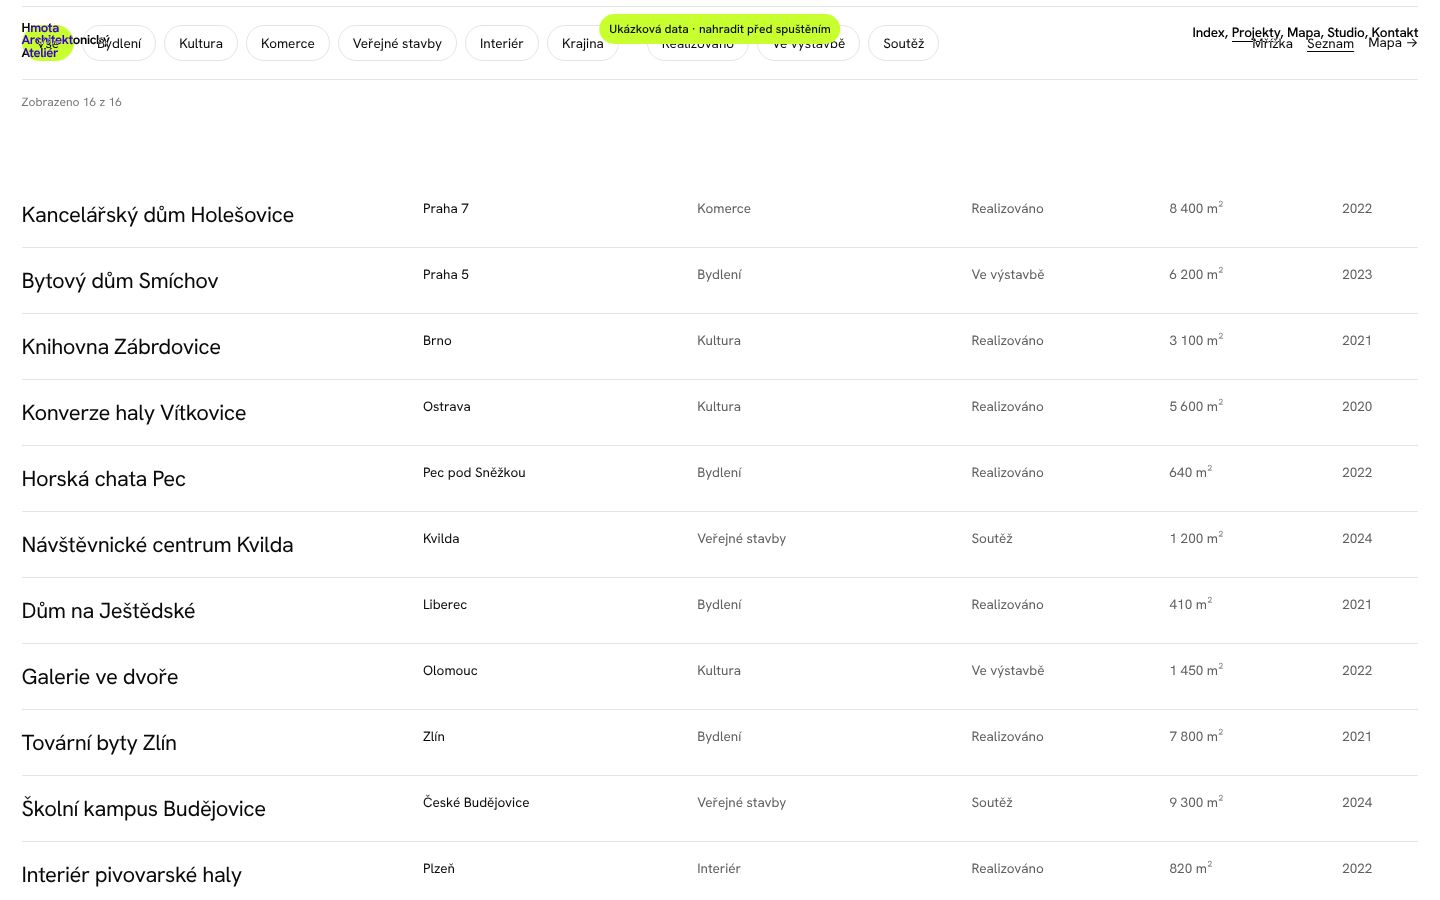 Hmota
Architektonický
Ateliér
Ukázková data · nahradit před spuštěním
Index, Projekty, Mapa, Studio, Kontakt
Vše
Bydlení
Kultura
Komerce
Veřejné stavby
Interiér
Krajina
Realizováno
Ve výstavbě
Soutěž
Mřížka
Seznam
Mapa →
Zobrazeno 16 z 16
Kancelářský dům Holešovice Praha 7 Komerce Realizováno 8 400 m² 2022
Bytový dům Smíchov Praha 5 Bydlení Ve výstavbě 6 200 m² 2023
Knihovna Zábrdovice Brno Kultura Realizováno 3 100 m² 2021
Konverze haly Vítkovice Ostrava Kultura Realizováno 5 600 m² 2020
Horská chata Pec Pec pod Sněžkou Bydlení Realizováno 640 m² 2022
Návštěvnické centrum Kvilda Kvilda Veřejné stavby Soutěž 1 200 m² 2024
Dům na Ještědské Liberec Bydlení Realizováno 410 m² 2021
Galerie ve dvoře Olomouc Kultura Ve výstavbě 1 450 m² 2022
Tovární byty Zlín Zlín Bydlení Realizováno 7 800 m² 2021
Školní kampus Budějovice České Budějovice Veřejné stavby Soutěž 9 300 m² 2024
Interiér pivovarské haly Plzeň Interiér Realizováno 820 m² 2022